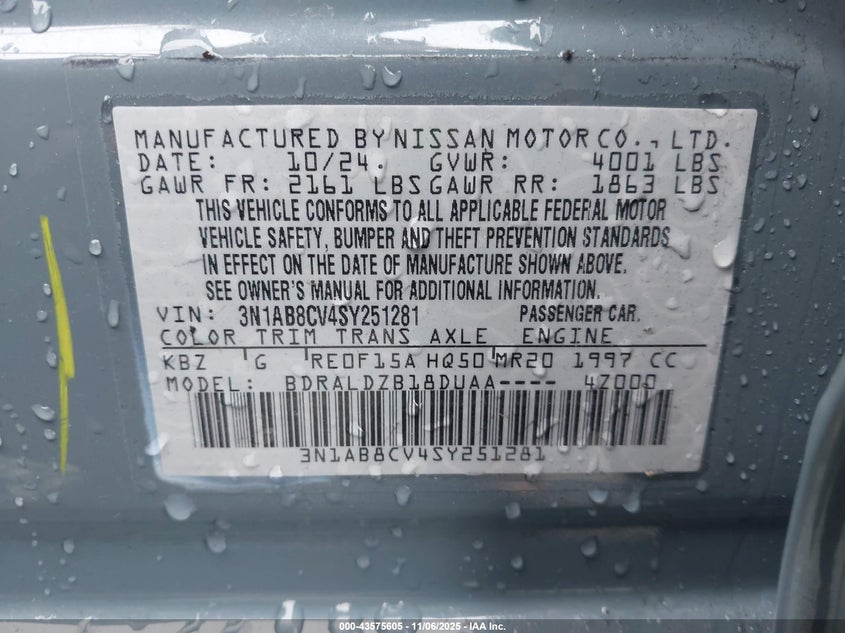 MANUFACTURED BY NISSAN MOTOR CO., LTD.
DATE: 10/24. GVWR: 4001 LBS
GAWR FR: 2161 LBS GAWR RR: 1863 LBS
THIS VEHICLE CONFORMS TO ALL APPLICABLE FEDERAL MOTOR
VEHICLE SAFETY, BUMPER AND THEFT PREVENTION STANDARDS
IN EFFECT ON THE DATE OF MANUFACTURE SHOWN ABOVE.
SEE OWNER'S MANUAL FOR ADDITIONAL INFORMATION.
VIN: 3N1AB8CV4SY251281 PASSENGER CAR.
COLOR TRIM TRANS AXLE ENGINE
KBZ G RE0F15A HQ50 MR20 1997 CC
MODEL: BDRALDZB18DUAA---- 4Z000
3N1AB8CV4SY251281
000-43575605 - 11/06/2025 - IAA Inc.